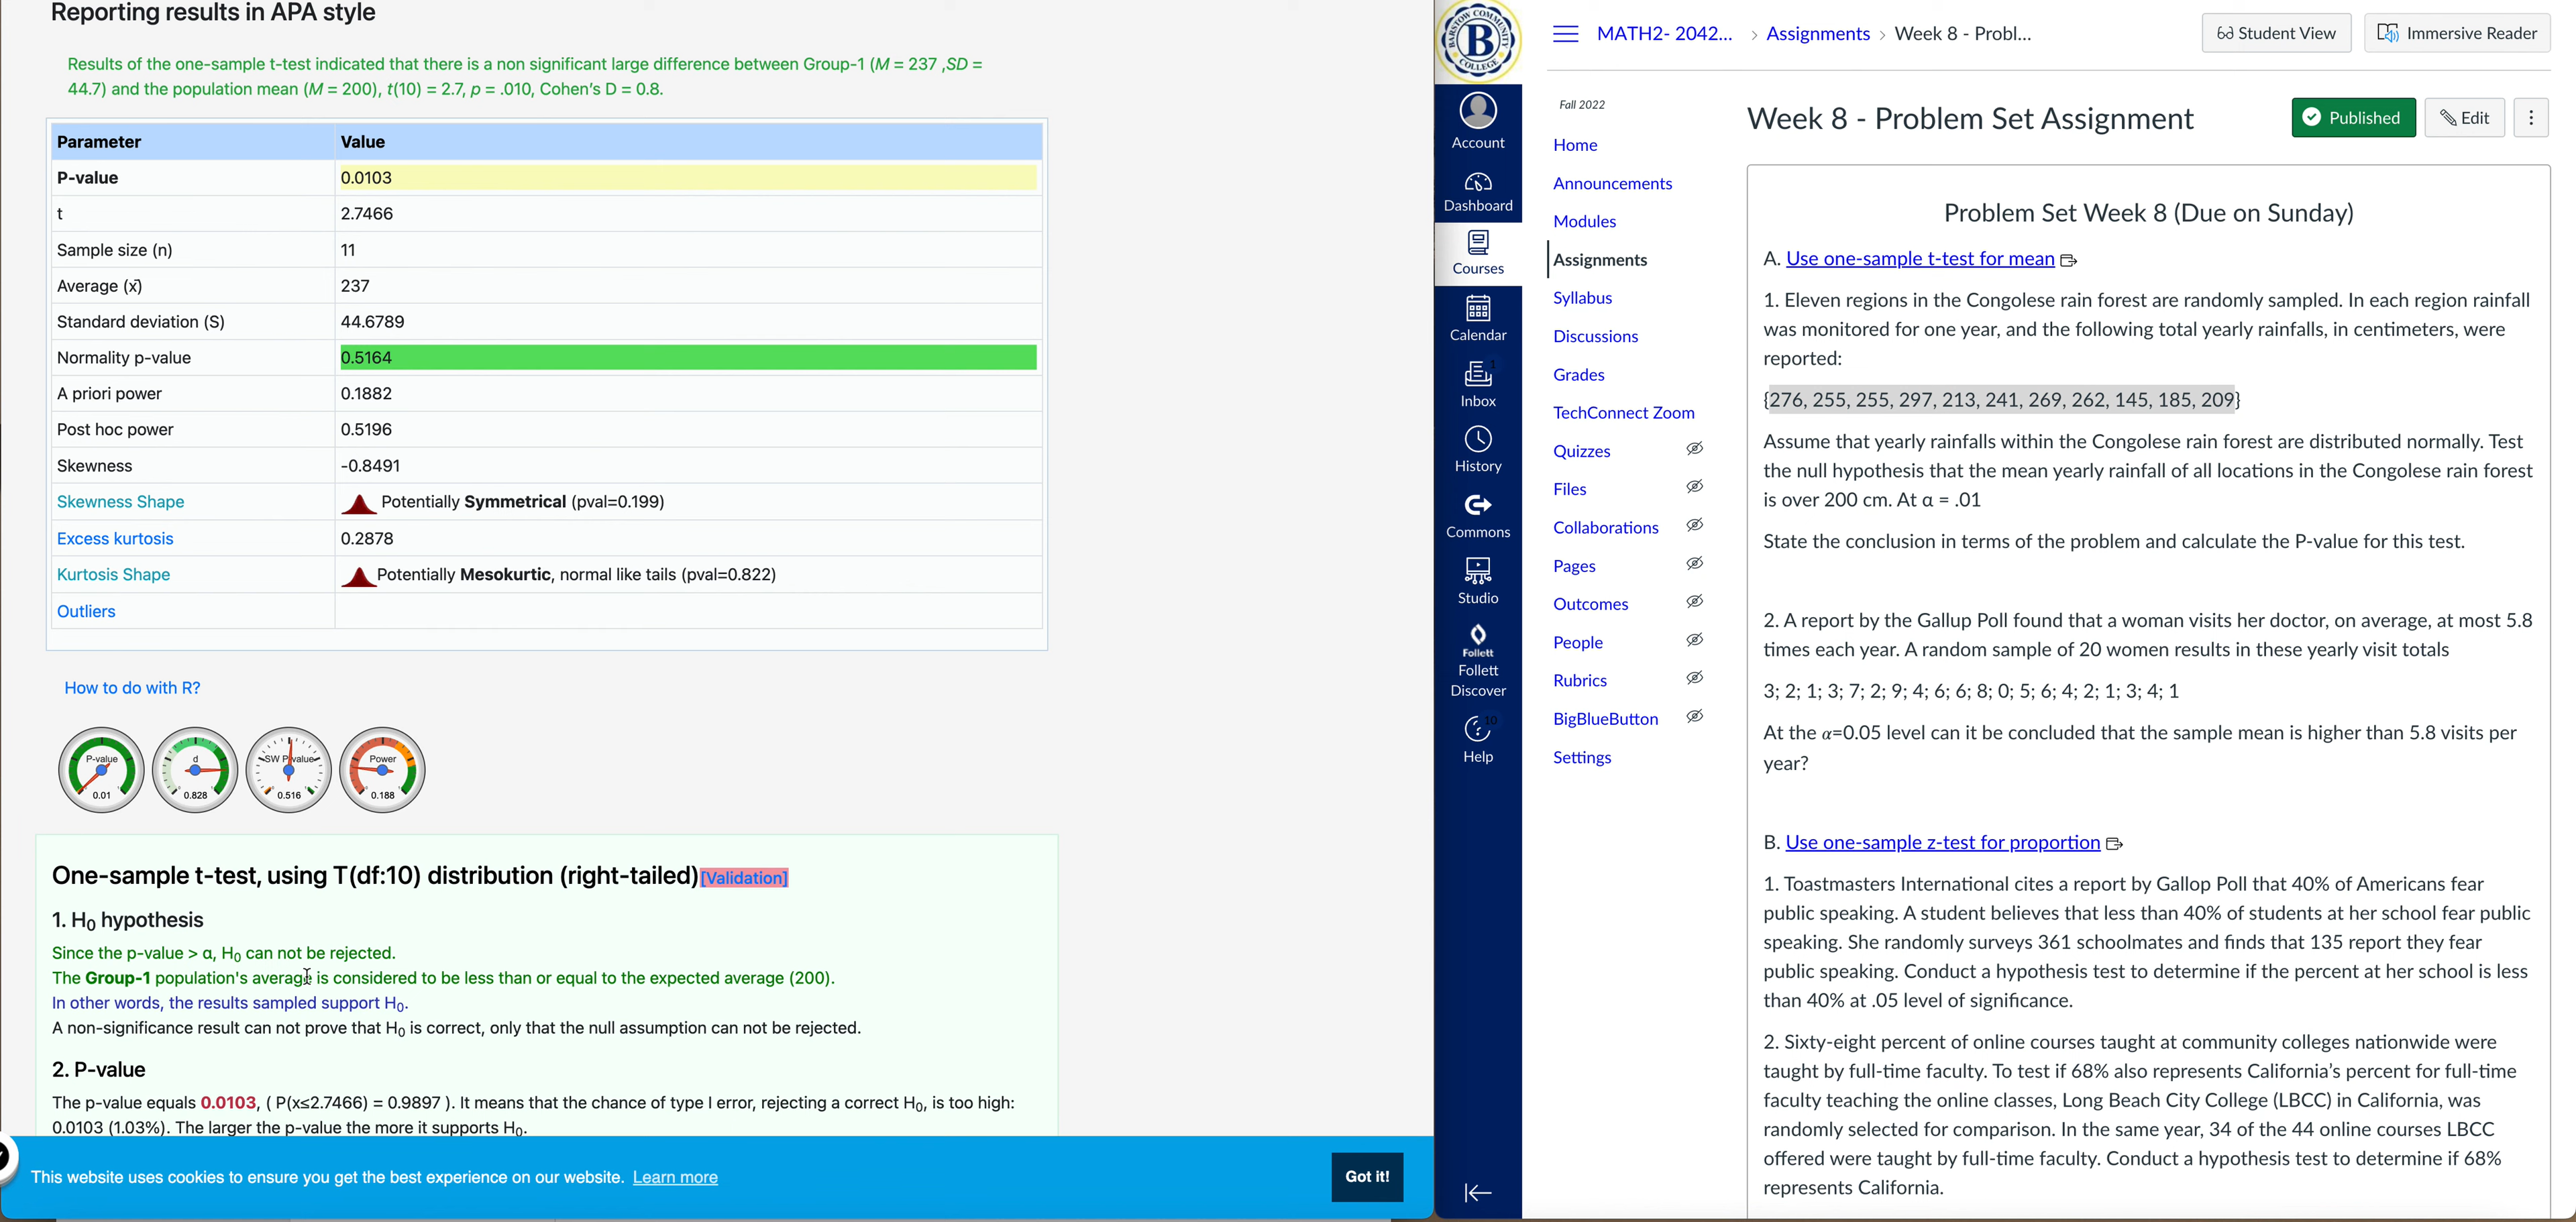 Reporting results in APA style
Results of the one-sample t-test indicated that there is a non significant large difference between Group-1 (M = 237 ,SD =
44.7) and the population mean (M = 200), t(10) = 2.7, p = .010, Cohen's D = 0.8.
Parameter Value
P-value 0.0103
t 2.7466
Sample size (n) 11
Average (x̄) 237
Standard deviation (S) 44.6789
Normality p-value 0.5164
A priori power 0.1882
Post hoc power 0.5196
Skewness -0.8491
Skewness Shape Potentially Symmetrical (pval=0.199)
Excess kurtosis 0.2878
Kurtosis Shape Potentially Mesokurtic, normal like tails (pval=0.822)
Outliers
How to do with R?
P-value
0.01
d
0.828
SW P value
0.516
Power
0.188
One-sample t-test, using T(df:10) distribution (right-tailed)[Validation]
1. H0 hypothesis
Since the p-value > α, H0 can not be rejected.
The Group-1 population's average is considered to be less than or equal to the expected average (200).
In other words, the results sampled support H0.
A non-significance result can not prove that H0 is correct, only that the null assumption can not be rejected.
2. P-value
The p-value equals 0.0103, ( P(x≤2.7466) = 0.9897 ). It means that the chance of type I error, rejecting a correct H0, is too high:
0.0103 (1.03%). The larger the p-value the more it supports H0.
This website uses cookies to ensure you get the best experience on our website. Learn more
Got it!
BARSTOW COMMUNITY
B
COLLEGE
Account
Dashboard
Courses
Calendar
1
Inbox
History
Commons
Studio
Follett
Follett
Discover
10
Help
MATH2- 2042... › Assignments › Week 8 - Probl...
Student View
Immersive Reader
Fall 2022
Home
Announcements
Modules
Assignments
Syllabus
Discussions
Grades
TechConnect Zoom
Quizzes
Files
Collaborations
Pages
Outcomes
People
Rubrics
BigBlueButton
Settings
Week 8 - Problem Set Assignment
Published
Edit
Problem Set Week 8 (Due on Sunday)
A. Use one-sample t-test for mean
1. Eleven regions in the Congolese rain forest are randomly sampled. In each region rainfall
was monitored for one year, and the following total yearly rainfalls, in centimeters, were
reported:
{276, 255, 255, 297, 213, 241, 269, 262, 145, 185, 209}
Assume that yearly rainfalls within the Congolese rain forest are distributed normally. Test
the null hypothesis that the mean yearly rainfall of all locations in the Congolese rain forest
is over 200 cm. At α = .01
State the conclusion in terms of the problem and calculate the P-value for this test.
2. A report by the Gallup Poll found that a woman visits her doctor, on average, at most 5.8
times each year. A random sample of 20 women results in these yearly visit totals
3; 2; 1; 3; 7; 2; 9; 4; 6; 6; 8; 0; 5; 6; 4; 2; 1; 3; 4; 1
At the α=0.05 level can it be concluded that the sample mean is higher than 5.8 visits per
year?
B. Use one-sample z-test for proportion
1. Toastmasters International cites a report by Gallop Poll that 40% of Americans fear
public speaking. A student believes that less than 40% of students at her school fear public
speaking. She randomly surveys 361 schoolmates and finds that 135 report they fear
public speaking. Conduct a hypothesis test to determine if the percent at her school is less
than 40% at .05 level of significance.
2. Sixty-eight percent of online courses taught at community colleges nationwide were
taught by full-time faculty. To test if 68% also represents California's percent for full-time
faculty teaching the online classes, Long Beach City College (LBCC) in California, was
randomly selected for comparison. In the same year, 34 of the 44 online courses LBCC
offered were taught by full-time faculty. Conduct a hypothesis test to determine if 68%
represents California.